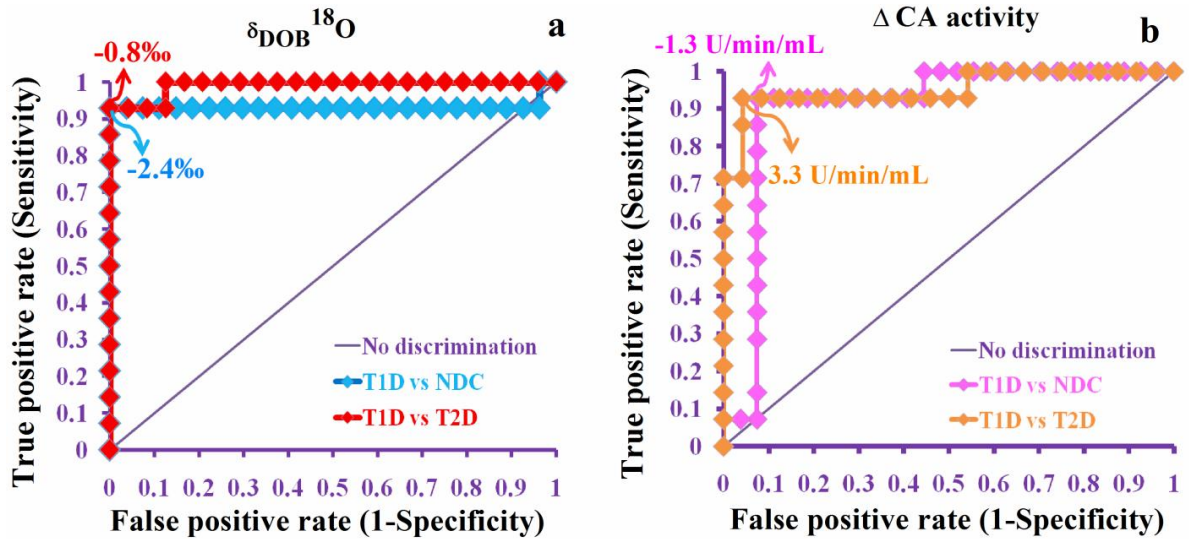 δDOB¹⁸O
a
-0.8‰
-2.4‰
1
0.9
0.8
0.7
0.6
0.5
0.4
0.3
0.2
0.1
0
True positive rate (Sensitivity)
No discrimination
T1D vs NDC
T1D vs T2D
0 0.1 0.2 0.3 0.4 0.5 0.6 0.7 0.8 0.9 1
False positive rate (1-Specificity)
Δ CA activity
b
-1.3 U/min/mL
3.3 U/min/mL
1
0.9
0.8
0.7
0.6
0.5
0.4
0.3
0.2
0.1
0
True positive rate (Sensitivity)
No discrimination
T1D vs NDC
T1D vs T2D
0 0.1 0.2 0.3 0.4 0.5 0.6 0.7 0.8 0.9 1
False positive rate (1-Specificity)